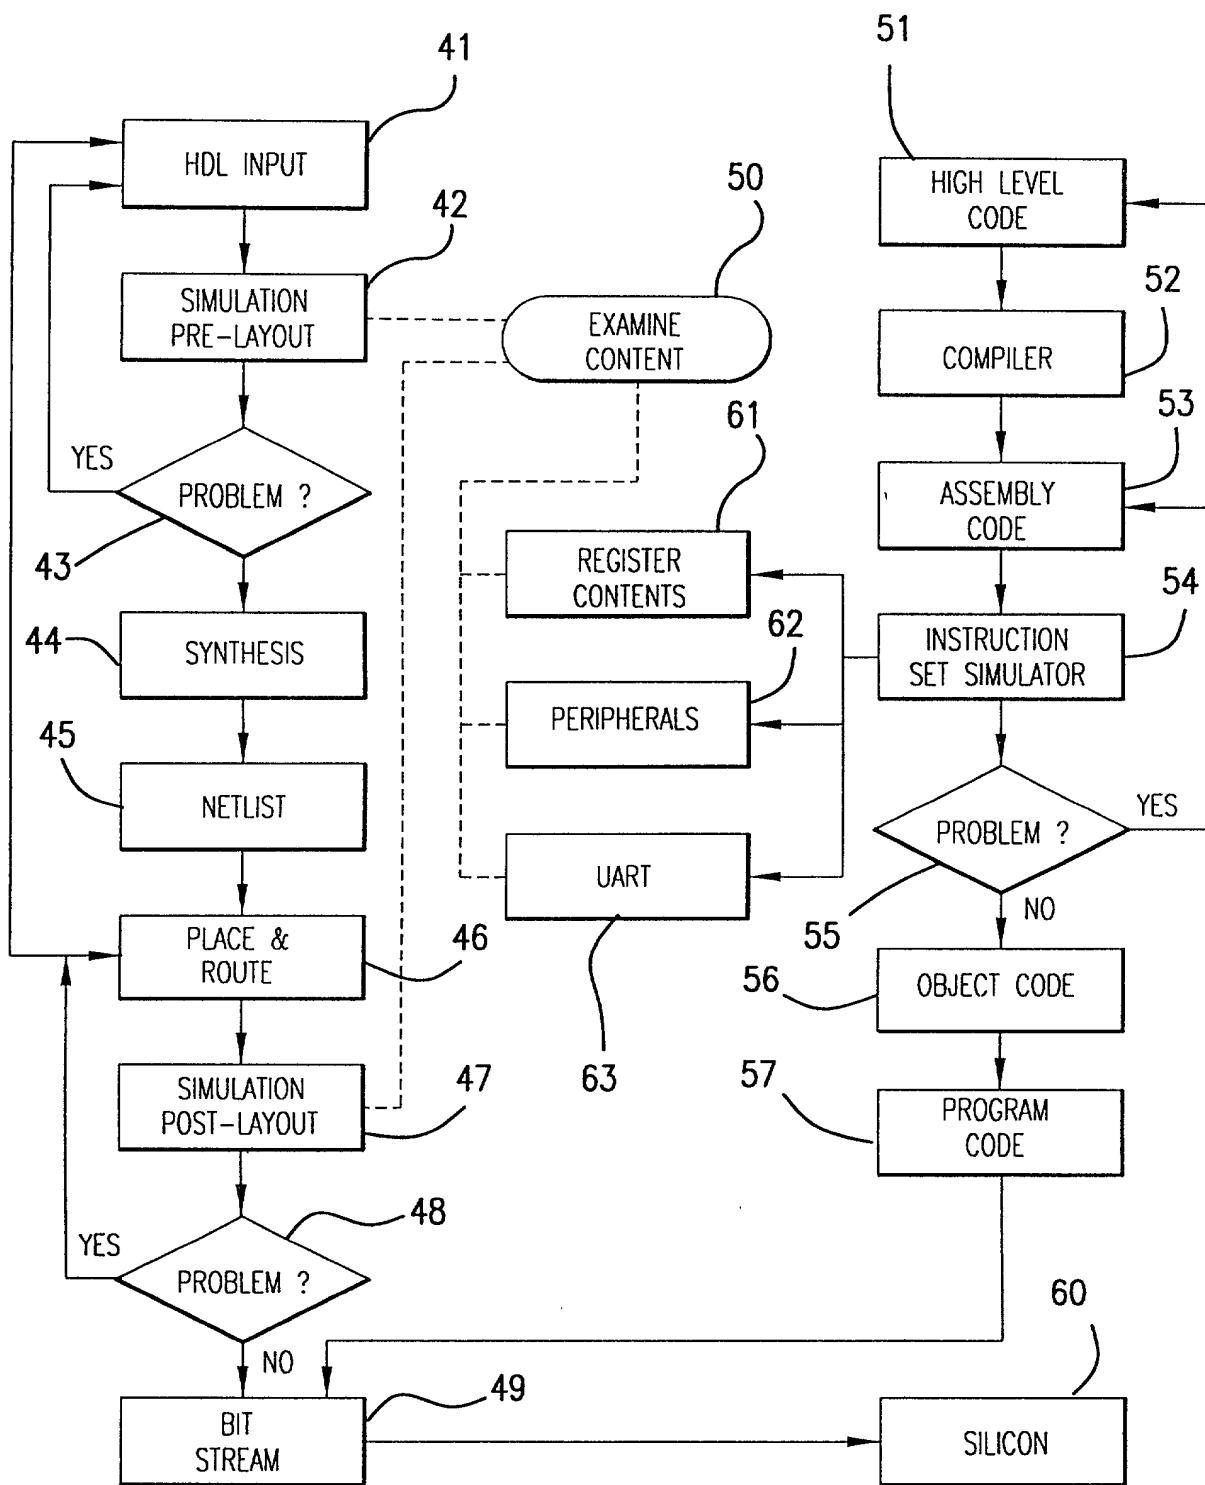 41
HDL INPUT
42
SIMULATION
PRE-LAYOUT
YES
PROBLEM ?
43
44
SYNTHESIS
45
NETLIST
PLACE &
ROUTE
46
SIMULATION
POST-LAYOUT
47
YES
48
PROBLEM ?
NO
BIT
STREAM
49
50
EXAMINE
CONTENT
61
REGISTER
CONTENTS
62
PERIPHERALS
UART
63
51
HIGH LEVEL
CODE
52
COMPILER
53
ASSEMBLY
CODE
54
INSTRUCTION
SET SIMULATOR
PROBLEM ?
YES
55
NO
56
OBJECT CODE
57
PROGRAM
CODE
60
SILICON